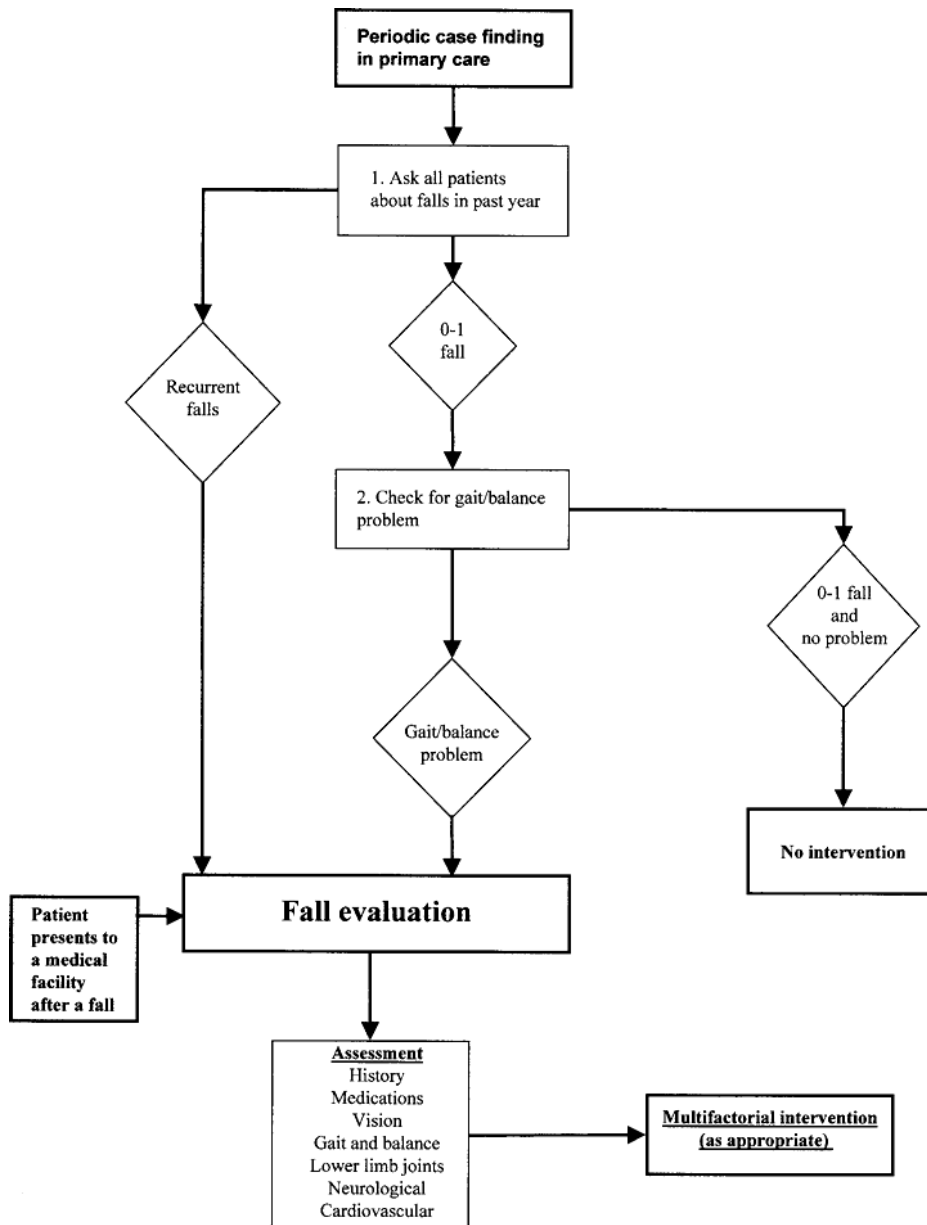 Periodic case finding
in primary care
1. Ask all patients
about falls in past year
0-1
fall
Recurrent
falls
2. Check for gait/balance
problem
0-1 fall
and
no problem
Gait/balance
problem
No intervention
Fall evaluation
Patient
presents to
a medical
facility
after a fall
Assessment
History
Medications
Vision
Gait and balance
Lower limb joints
Neurological
Cardiovascular
Multifactorial intervention
(as appropriate)